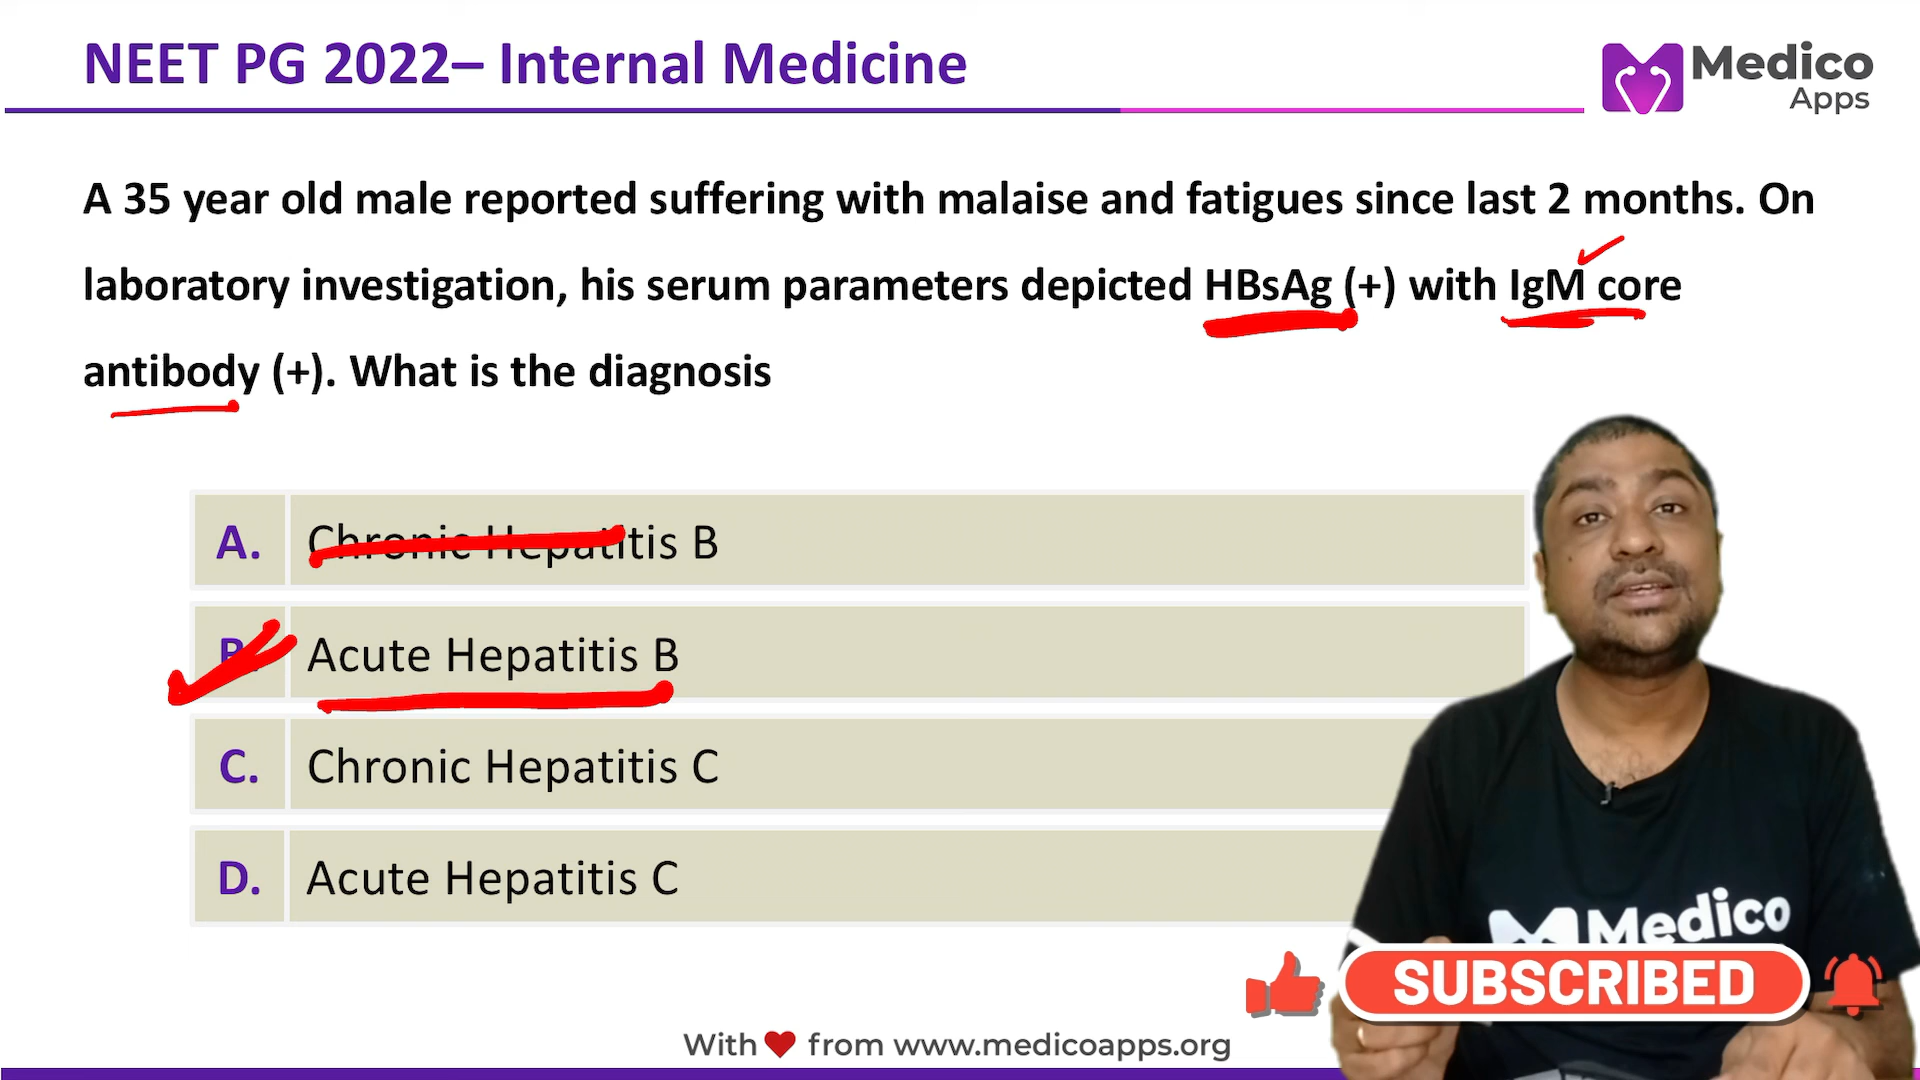 NEET PG 2022– Internal Medicine
Medico
Apps
A 35 year old male reported suffering with malaise and fatigues since last 2 months. On
laboratory investigation, his serum parameters depicted HBsAg (+) with IgM core
antibody (+). What is the diagnosis
A. Chronic Hepatitis B
B. Acute Hepatitis B
C. Chronic Hepatitis C
D. Acute Hepatitis C
Medico
SUBSCRIBED
With from www.medicoapps.org